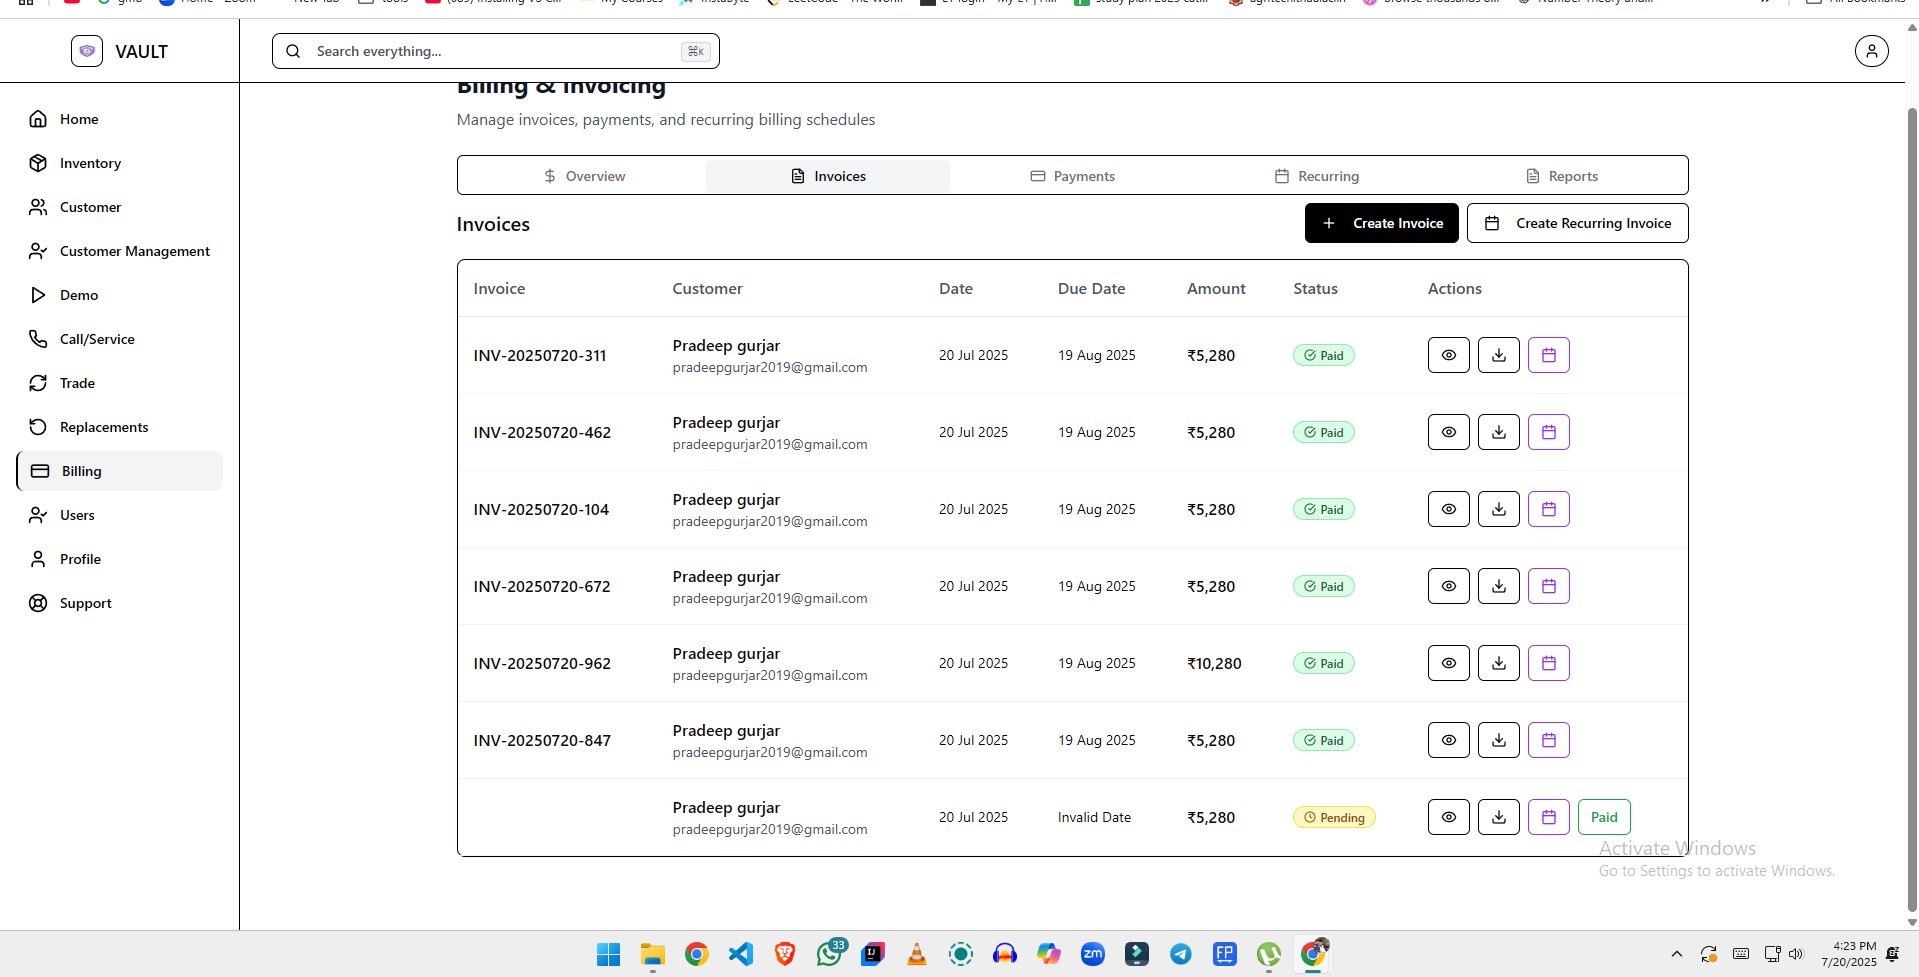 VAULT
Search everything...
⌘K
Home
Inventory
Customer
Customer Management
Demo
Call/Service
Trade
Replacements
Billing
Users
Profile
Support
Billing & Invoicing
Manage invoices, payments, and recurring billing schedules
Overview Invoices Payments Recurring Reports
Invoices
Create Invoice Create Recurring Invoice
Invoice Customer Date Due Date Amount Status Actions
INV-20250720-311 Pradeep gurjar 20 Jul 2025 19 Aug 2025 ₹5,280 Paid
pradeepgurjar2019@gmail.com
INV-20250720-462 Pradeep gurjar 20 Jul 2025 19 Aug 2025 ₹5,280 Paid
pradeepgurjar2019@gmail.com
INV-20250720-104 Pradeep gurjar 20 Jul 2025 19 Aug 2025 ₹5,280 Paid
pradeepgurjar2019@gmail.com
INV-20250720-672 Pradeep gurjar 20 Jul 2025 19 Aug 2025 ₹5,280 Paid
pradeepgurjar2019@gmail.com
INV-20250720-962 Pradeep gurjar 20 Jul 2025 19 Aug 2025 ₹10,280 Paid
pradeepgurjar2019@gmail.com
INV-20250720-847 Pradeep gurjar 20 Jul 2025 19 Aug 2025 ₹5,280 Paid
pradeepgurjar2019@gmail.com
Pradeep gurjar 20 Jul 2025 Invalid Date ₹5,280 Pending Paid
pradeepgurjar2019@gmail.com
Activate Windows
Go to Settings to activate Windows.
33
zm
FP
4:23 PM
7/20/2025